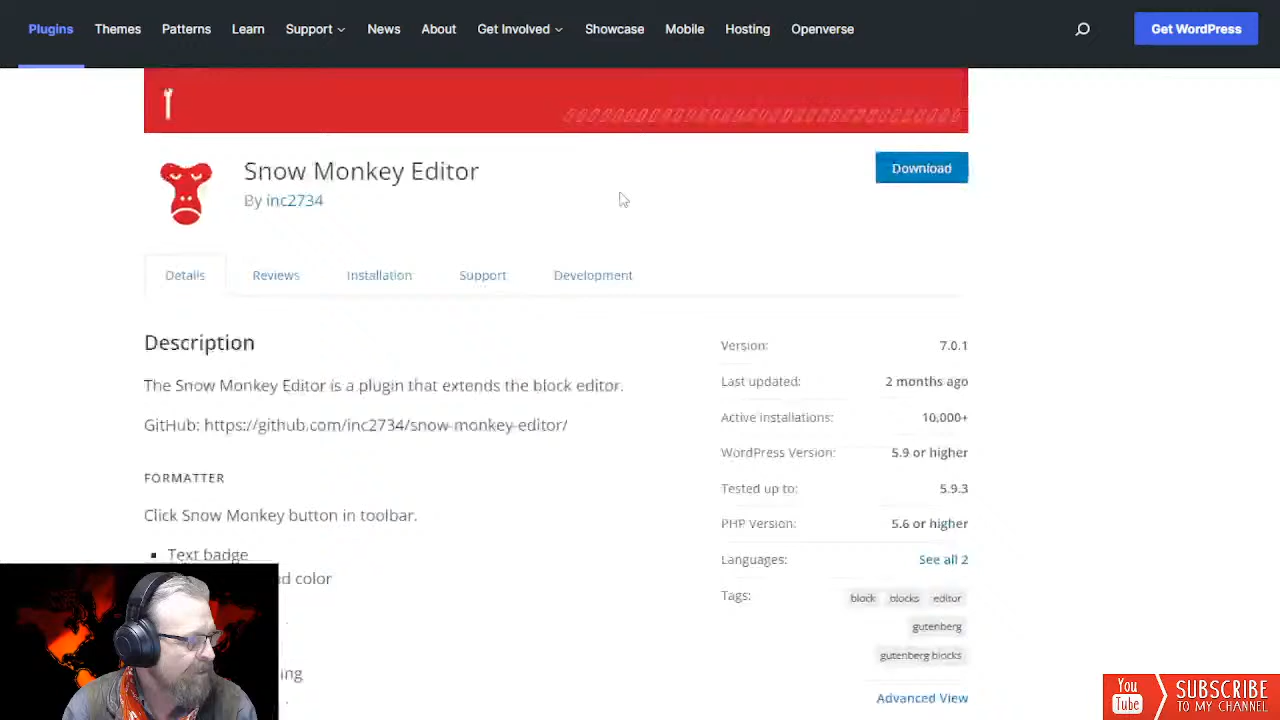 Plugins Themes Patterns Learn Support News About Get Involved Showcase Mobile Hosting Openverse Get WordPress
Snow Monkey Editor
Download
By inc2734
Details Reviews Installation Support Development
Description
The Snow Monkey Editor is a plugin that extends the block editor.
GitHub: https://github.com/inc2734/snow-monkey-editor/
FORMATTER
Click Snow Monkey button in toolbar.
Text badge
d color
ing
Version: 7.0.1
Last updated: 2 months ago
Active installations: 10,000+
WordPress Version: 5.9 or higher
Tested up to: 5.9.3
PHP Version: 5.6 or higher
Languages: See all 2
Tags: block blocks editor
gutenberg
gutenberg blocks
Advanced View
You SUBSCRIBE
Tube TO MY CHANNEL